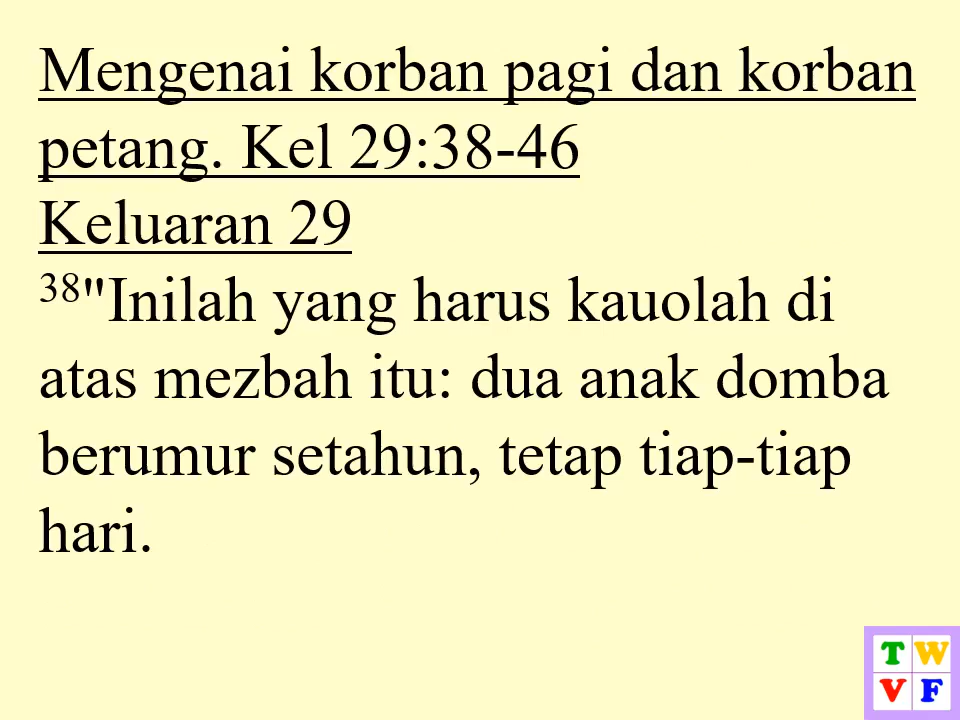 Mengenai korban pagi dan korban
petang. Kel 29:38-46
Keluaran 29
38"Inilah yang harus kauolah di
atas mezbah itu: dua anak domba
berumur setahun, tetap tiap-tiap
hari.
T W
V F